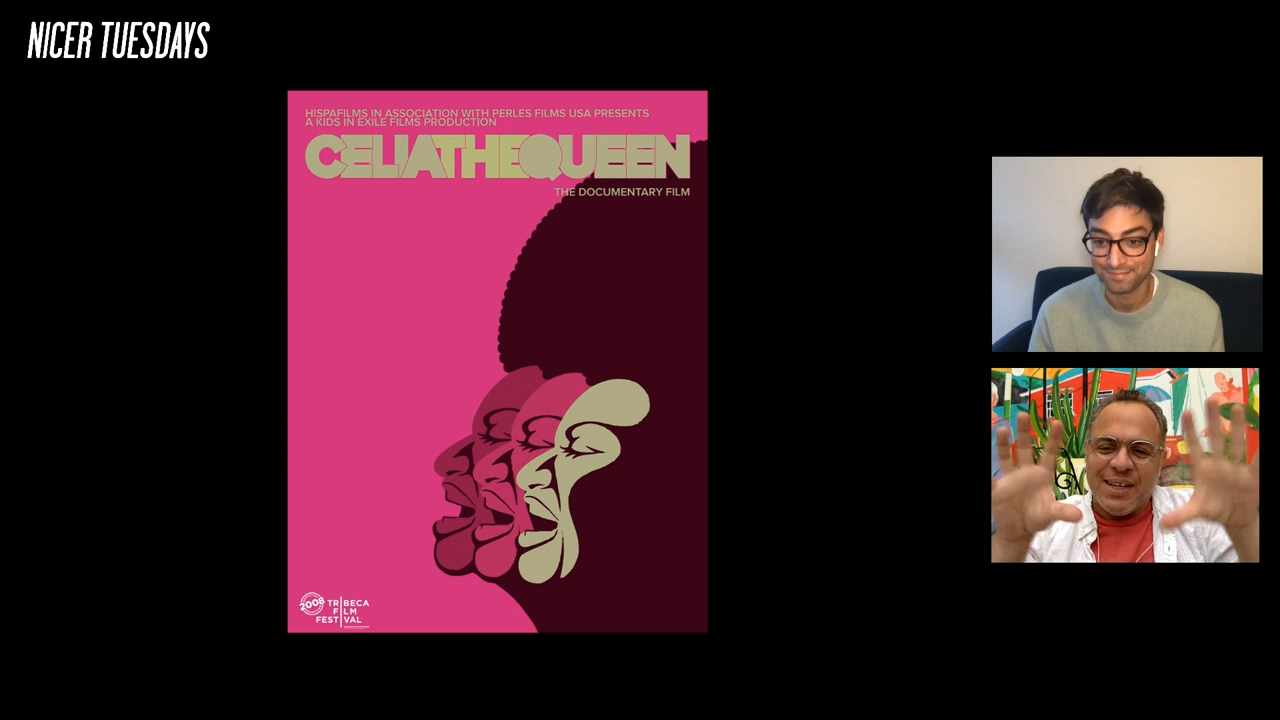 NICER TUESDAYS
HISPAFILMS IN ASSOCIATION WITH PERLES FILMS USA PRESENTS
A KIDS IN EXILE FILMS PRODUCTION
CELIATHEQUEEN
THE DOCUMENTARY FILM
2008 TRIBECA
FILM
FESTIVAL